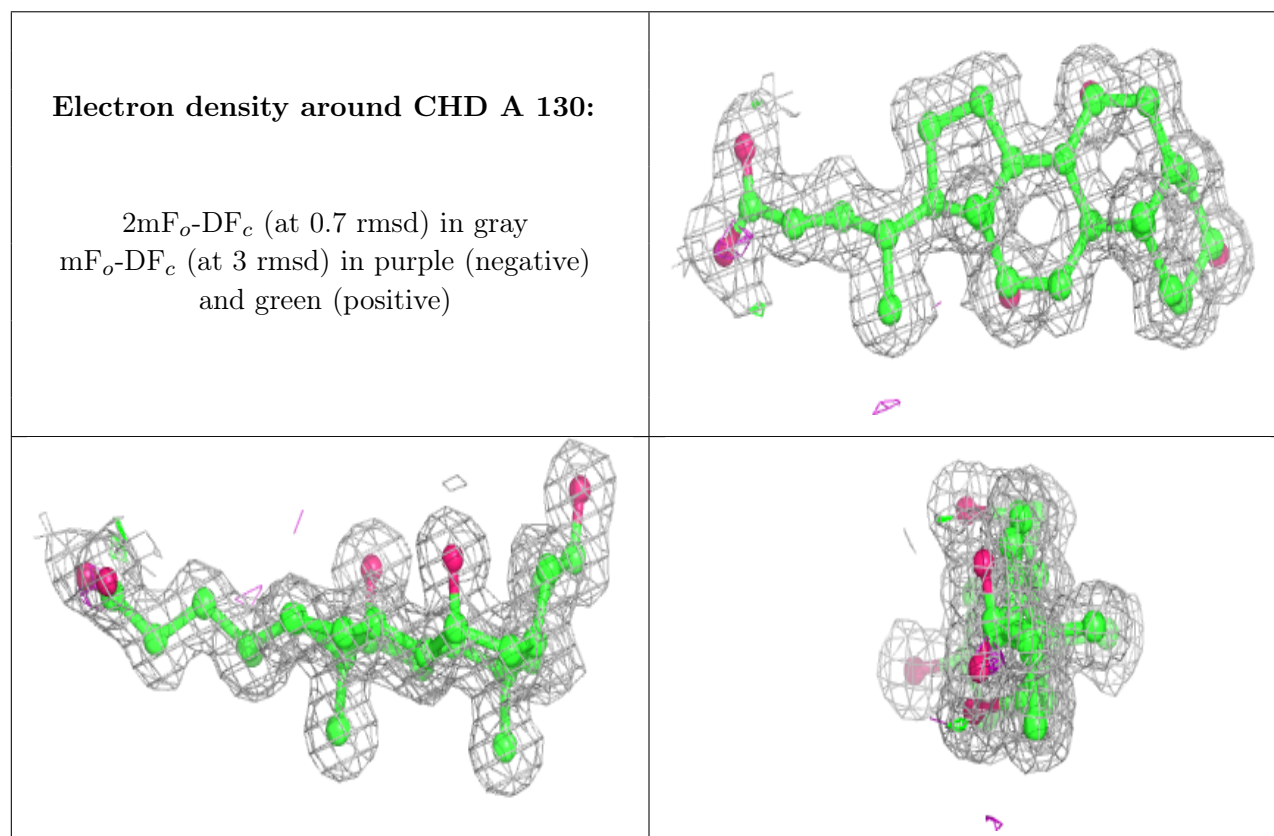 Electron density around CHD A 130:
2mFo-DFc (at 0.7 rmsd) in gray
mFo-DFc (at 3 rmsd) in purple (negative)
and green (positive)